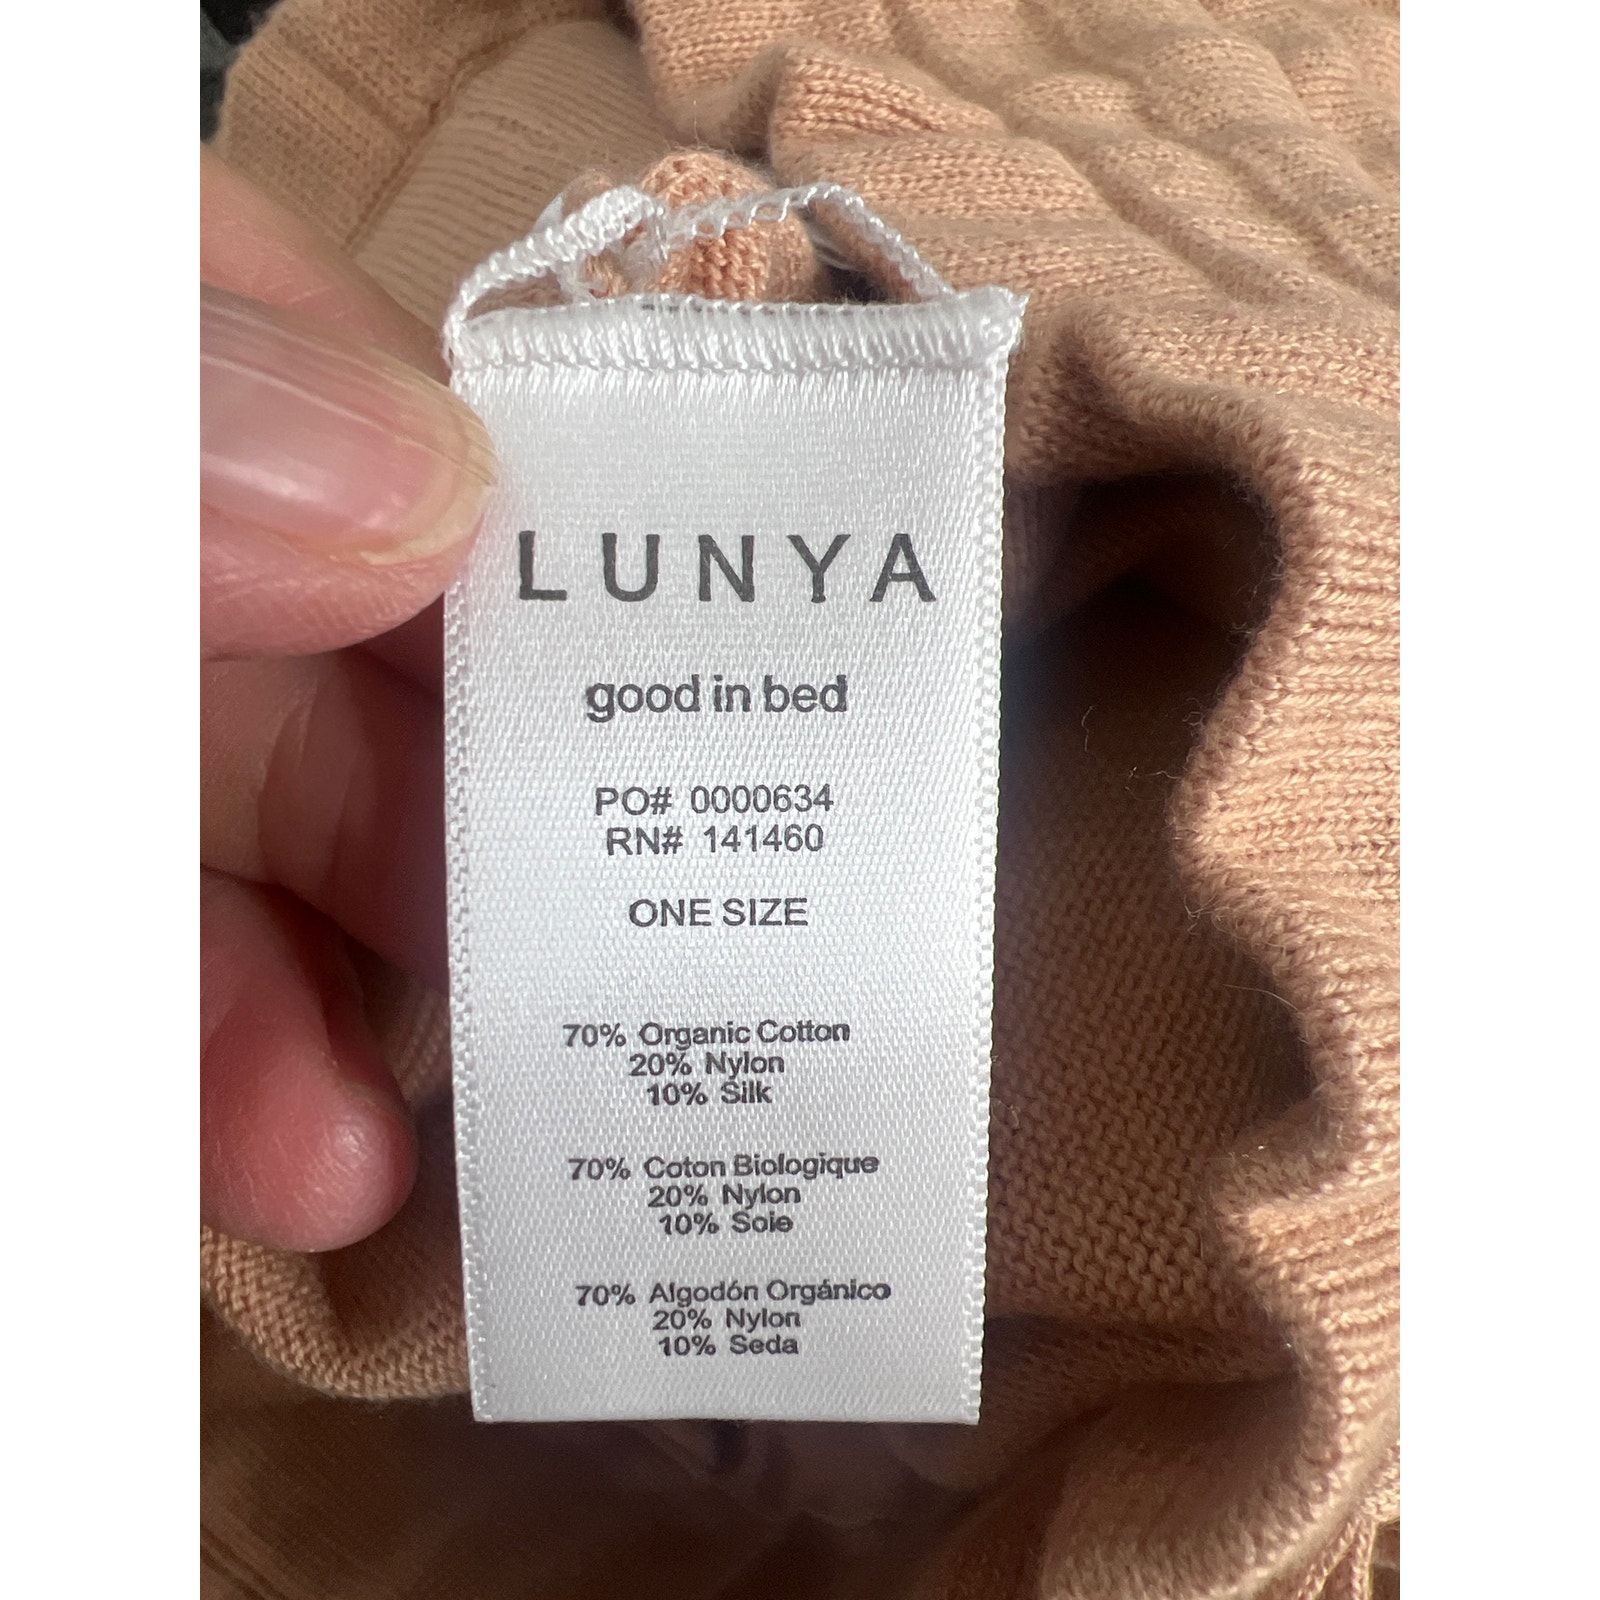 LUNYA
good in bed
PO# 0000634
RN# 141460
ONE SIZE
70% Organic Cotton
20% Nylon
10% Silk
70% Coton Biologique
20% Nylon
10% Soie
70% Algodón Orgánico
20% Nylon
10% Seda